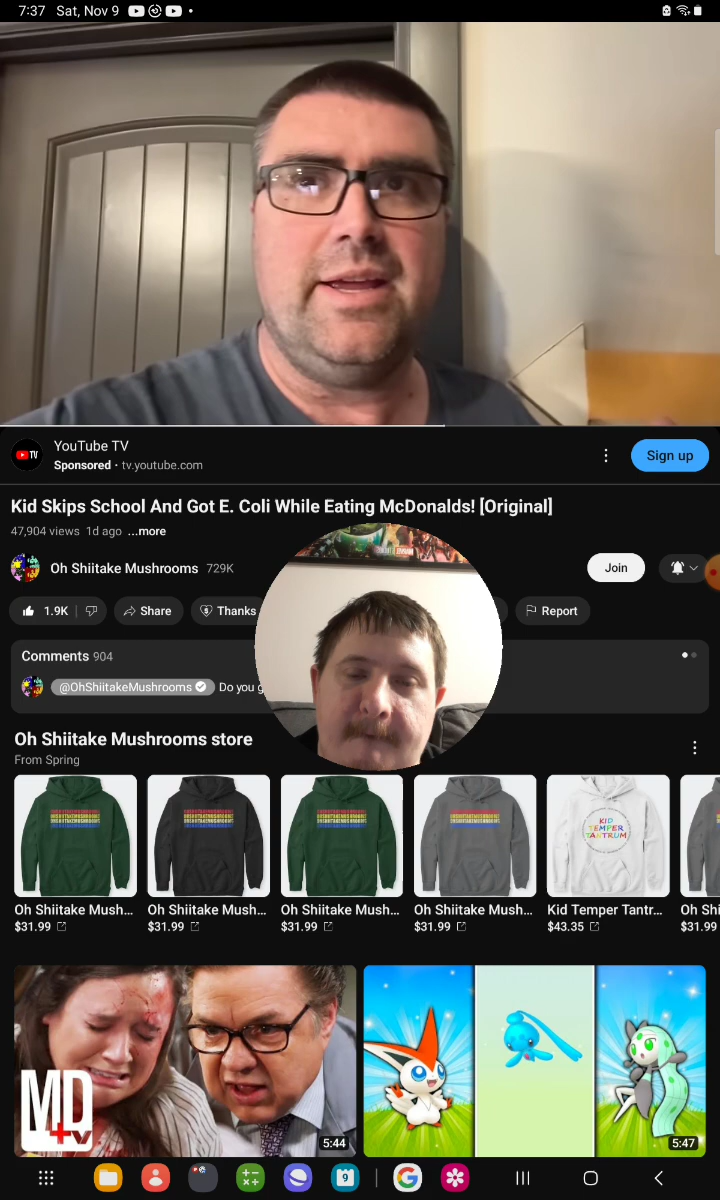 7:37 Sat, Nov 9
YouTube TV
Sponsored · tv.youtube.com
Sign up
Kid Skips School And Got E. Coli While Eating McDonalds! [Original]
47,904 views 1d ago ...more
Oh Shiitake Mushrooms 729K
Join
1.9K
Share
Thanks
Report
Comments 904
@OhShiitakeMushrooms Do you g
Oh Shiitake Mushrooms store
From Spring
KID
TEMPER
TANTRUM
Oh Shiitake Mush...
$31.99
Oh Shiitake Mush...
$31.99
Oh Shiitake Mush...
$31.99
Oh Shiitake Mush...
$31.99
Kid Temper Tantr...
$43.35
Oh Shi
$31.99
MD
TV
5:44
5:47
9